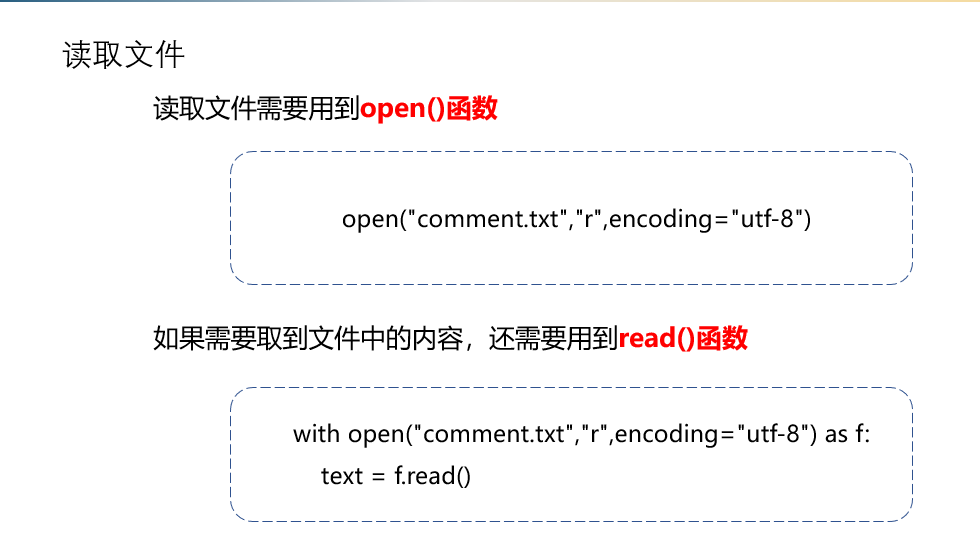 读取文件
读取文件需要用到open()函数
open("comment.txt","r",encoding="utf-8")
如果需要取到文件中的内容，还需要用到read()函数
with open("comment.txt","r",encoding="utf-8") as f:
text = f.read()